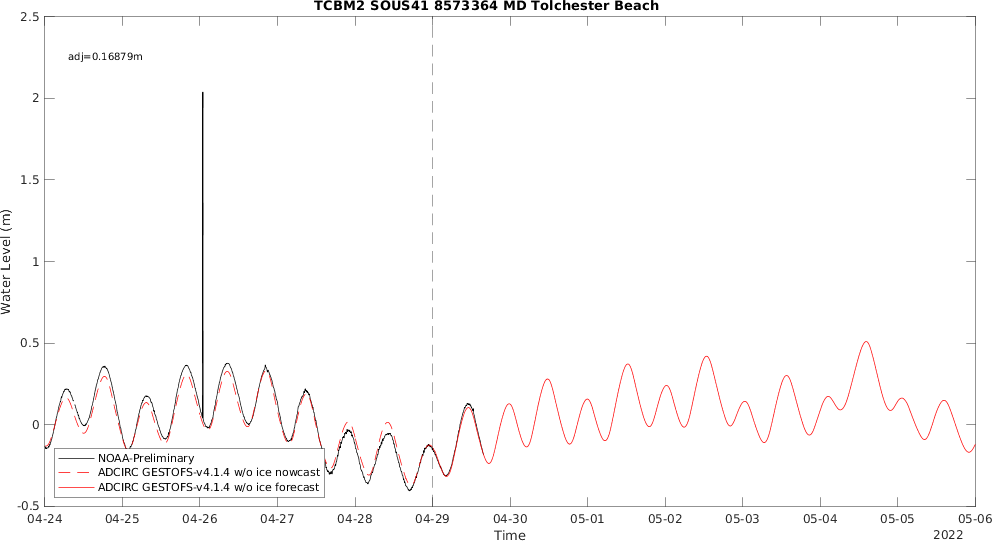 TCBM2 SOUS41 8573364 MD Tolchester Beach
adj=0.16879m
Water Level (m)
2.5
2
1.5
1
0.5
0
-0.5
NOAA-Preliminary
ADCIRC GESTOFS-v4.1.4 w/o ice nowcast
ADCIRC GESTOFS-v4.1.4 w/o ice forecast
04-24 04-25 04-26 04-27 04-28 04-29 04-30 05-01 05-02 05-03 05-04 05-05 05-06
Time
2022